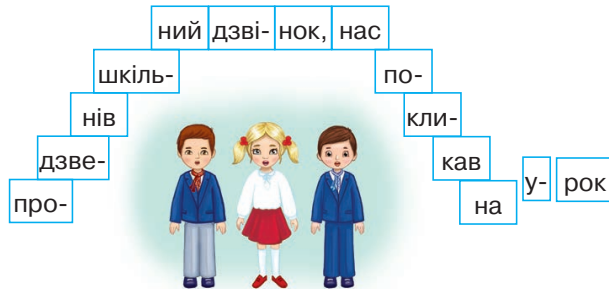 про-
дзве-
нів
шкіль-
ний дзві- нок, нас
по-
кли-
кав
на
у- рок